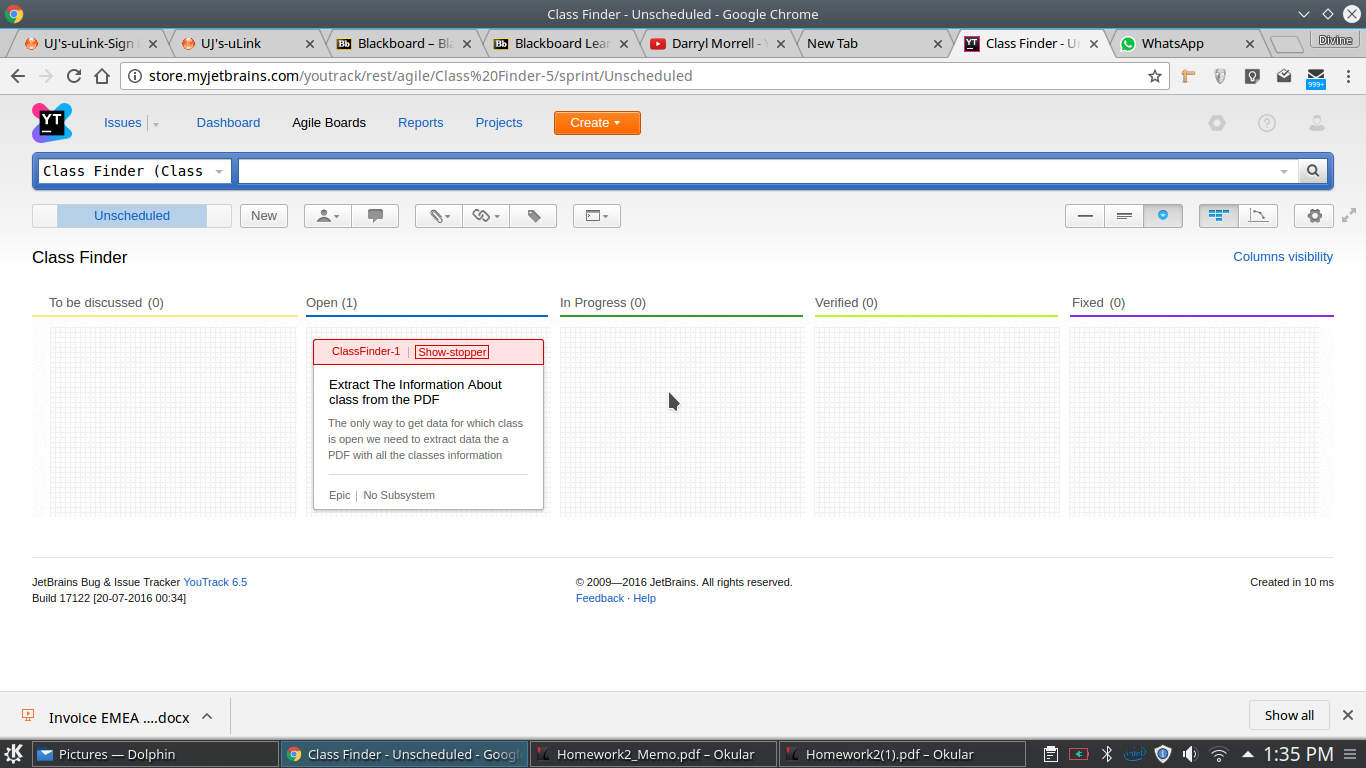 Class Finder - Unscheduled - Google Chrome
UJ's-uLink-Sign
UJ's-uLink
Blackboard – Bla
Blackboard Lear
Darryl Morrell -
New Tab
Class Finder - U
WhatsApp
Divine
store.myjetbrains.com/youtrack/rest/agile/Class%20Finder-5/sprint/Unscheduled
999+
YT
Issues
Dashboard
Agile Boards
Reports
Projects
Create
Class Finder (Class
Unscheduled
New
Class Finder
Columns visibility
To be discussed (0)
Open (1)
In Progress (0)
Verified (0)
Fixed (0)
ClassFinder-1 | Show-stopper
Extract The Information About
class from the PDF
The only way to get data for which class
is open we need to extract data the a
PDF with all the classes information
Epic | No Subsystem
JetBrains Bug & Issue Tracker YouTrack 6.5
Build 17122 [20-07-2016 00:34]
© 2009—2016 JetBrains. All rights reserved.
Feedback · Help
Created in 10 ms
Invoice EMEA ....docx
Show all
Pictures — Dolphin
Class Finder - Unscheduled - Googl
Homework2_Memo.pdf – Okular
Homework2(1).pdf – Okular
1:35 PM